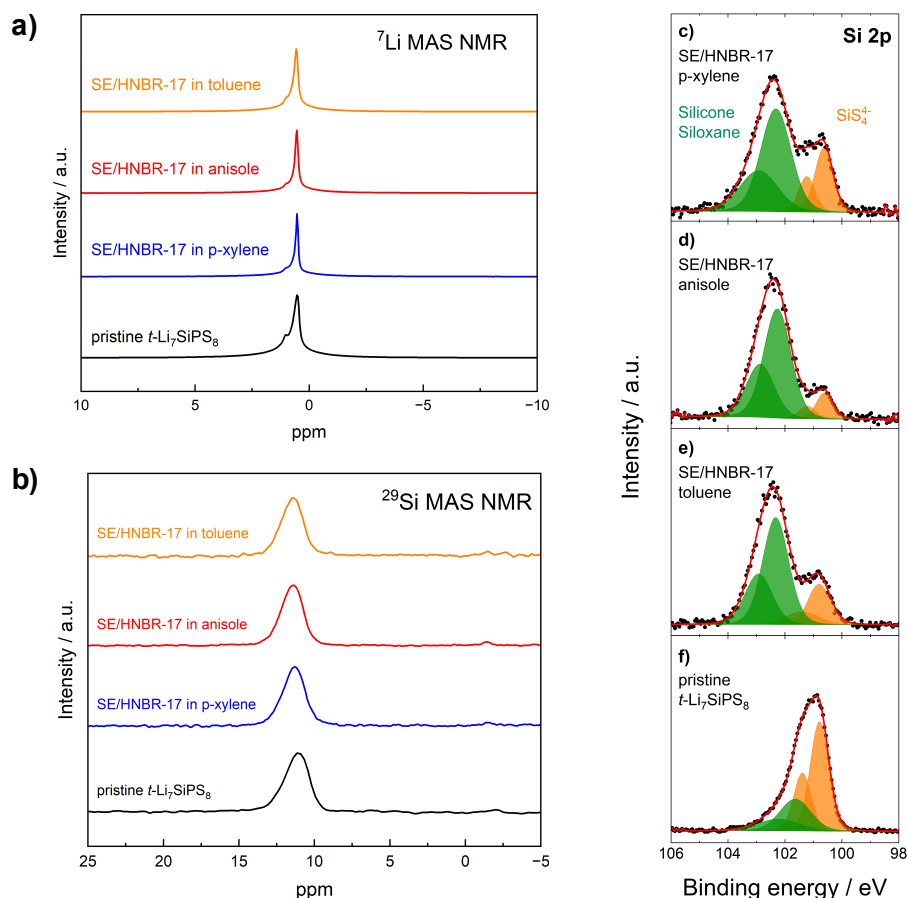 a)
⁷Li MAS NMR
SE/HNBR-17 in toluene
SE/HNBR-17 in anisole
SE/HNBR-17 in p-xylene
pristine t-Li₇SiPS₈
Intensity / a.u.
10 5 0 −5 −10
ppm
b)
²⁹Si MAS NMR
SE/HNBR-17 in toluene
SE/HNBR-17 in anisole
SE/HNBR-17 in p-xylene
pristine t-Li₇SiPS₈
Intensity / a.u.
25 20 15 10 5 0 −5
ppm
c) Si 2p
SE/HNBR-17
p-xylene
Silicone
Siloxane
SiS₄⁴⁻
d)
SE/HNBR-17
anisole
e)
SE/HNBR-17
toluene
f)
pristine
t-Li₇SiPS₈
Intensity / a.u.
106 104 102 100 98
Binding energy / eV